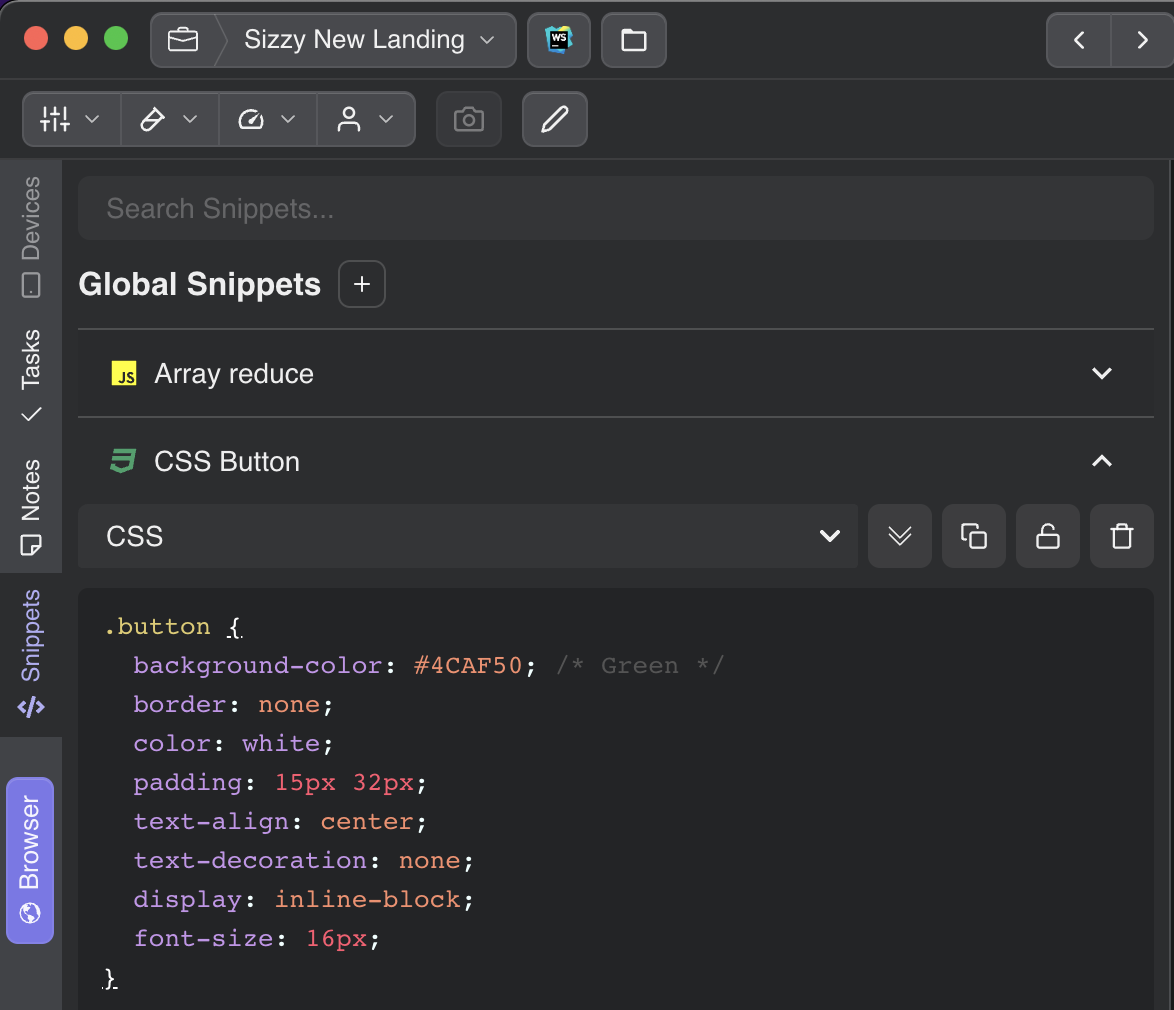 Sizzy New Landing
WS
Devices
Tasks
Notes
Snippets
Browser
Search Snippets...
Global Snippets
JS
Array reduce
CSS Button
CSS
.button {
background-color: #4CAF50; /* Green */
border: none;
color: white;
padding: 15px 32px;
text-align: center;
text-decoration: none;
display: inline-block;
font-size: 16px;
}